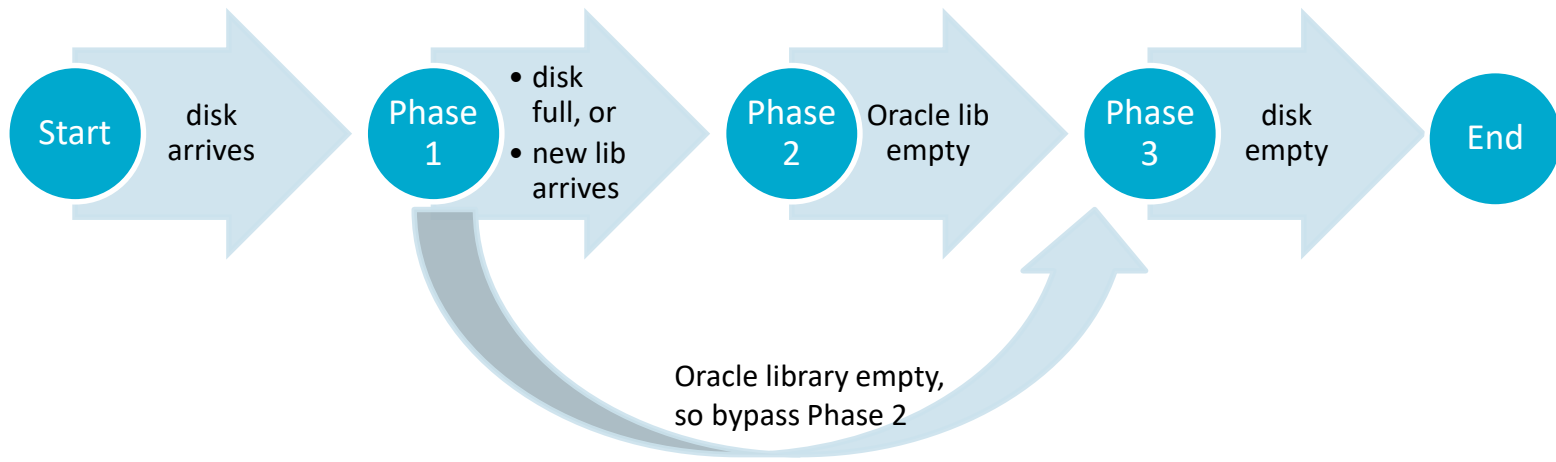 Start
disk
arrives
Phase
1
• disk
full, or
• new lib
arrives
Phase
2
Oracle lib
empty
Phase
3
disk
empty
End
Oracle library empty,
so bypass Phase 2